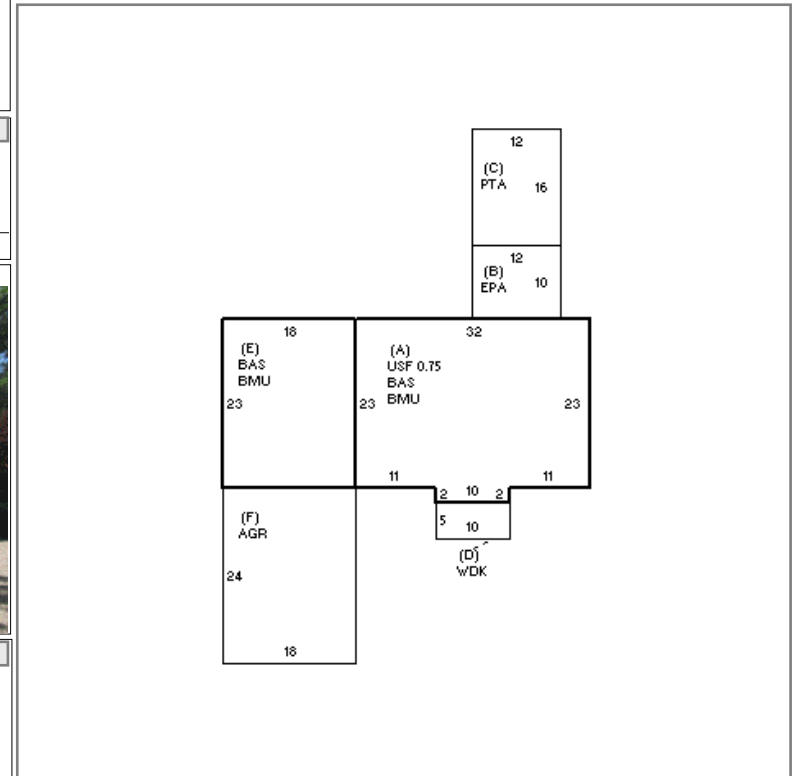 12
(C)
PTA
16
12
(B)
EPA
10
18
32
(E)
BAS
BMU
(A)
USF 0.75
BAS
BMU
23
23
23
11
11
2 10 2
5
10
(F)
AGR
(D)
WDK
24
18